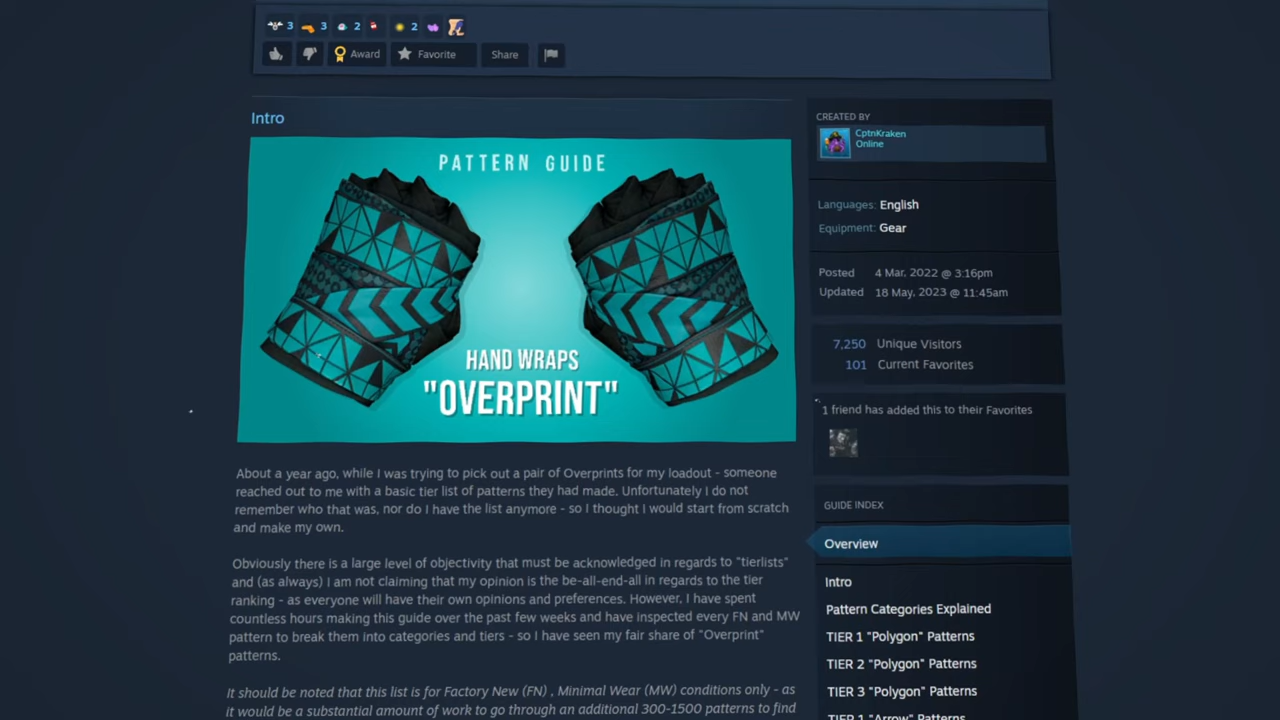 3 3 2 2
Award Favorite Share
Intro
PATTERN GUIDE
HAND WRAPS
"OVERPRINT"
About a year ago, while I was trying to pick out a pair of Overprints for my loadout - someone
reached out to me with a basic tier list of patterns they had made. Unfortunately I do not
remember who that was, nor do I have the list anymore - so I thought I would start from scratch
and make my own.
Obviously there is a large level of objectivity that must be acknowledged in regards to "tierlists"
and (as always) I am not claiming that my opinion is the be-all-end-all in regards to the tier
ranking - as everyone will have their own opinions and preferences. However, I have spent
countless hours making this guide over the past few weeks and have inspected every FN and MW
pattern to break them into categories and tiers - so I have seen my fair share of "Overprint"
patterns.
It should be noted that this list is for Factory New (FN) , Minimal Wear (MW) conditions only - as
it would be a substantial amount of work to go through an additional 300-1500 patterns to find
CREATED BY
CptnKraken
Online
Languages: English
Equipment: Gear
Posted 4 Mar, 2022 @ 3:16pm
Updated 18 May, 2023 @ 11:45am
7,250 Unique Visitors
101 Current Favorites
1 friend has added this to their Favorites
GUIDE INDEX
Overview
Intro
Pattern Categories Explained
TIER 1 "Polygon" Patterns
TIER 2 "Polygon" Patterns
TIER 3 "Polygon" Patterns
TIER 1 "Arrow" Patterns